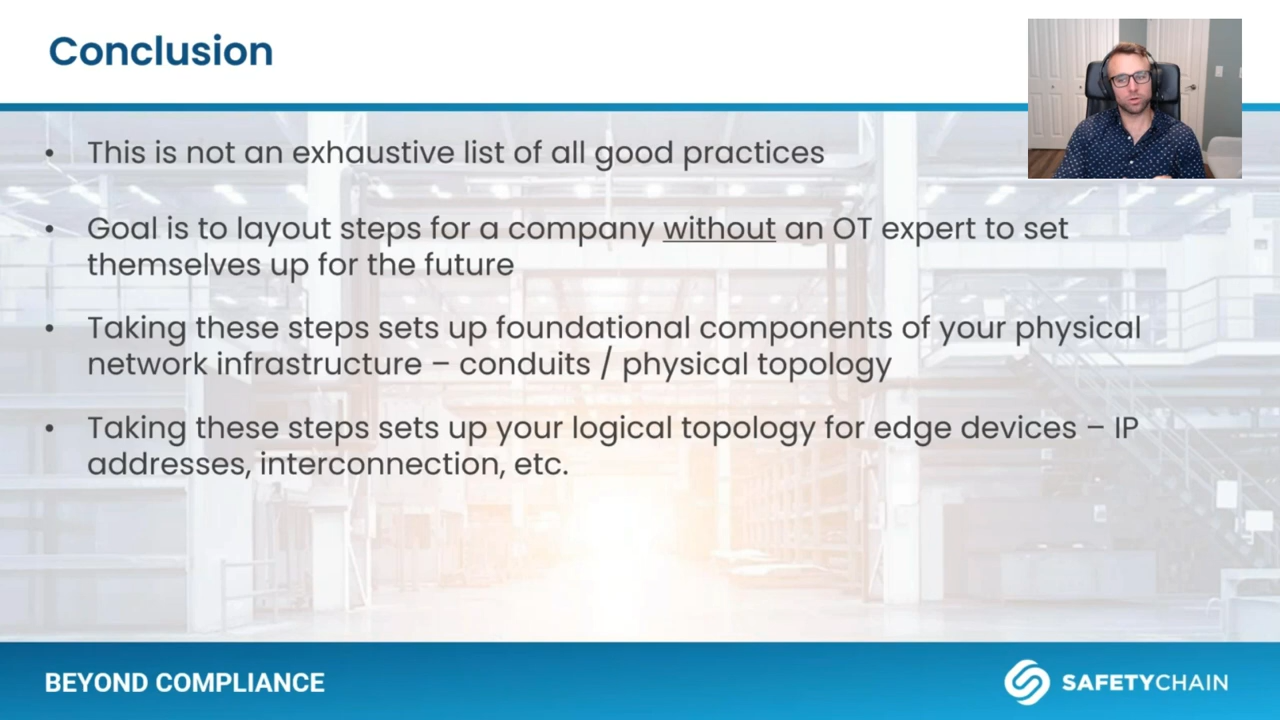 Conclusion
• This is not an exhaustive list of all good practices
• Goal is to layout steps for a company without an OT expert to set
themselves up for the future
• Taking these steps sets up foundational components of your physical
network infrastructure – conduits / physical topology
• Taking these steps sets up your logical topology for edge devices – IP
addresses, interconnection, etc.
BEYOND COMPLIANCE
SAFETYCHAIN